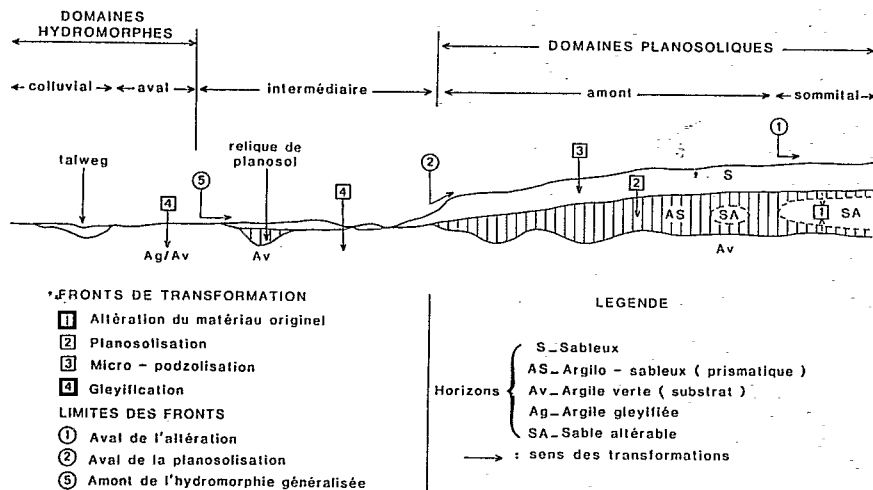 DOMAINES
HYDROMORPHES
DOMAINES PLANOSOLIQUES
colluvial
aval
intermédiaire
amont
sommital
talweg
relique de
planosol
4
5
4
2
3
2
1
S
AS
SA
1
SA
Ag/Av
Av
Av
FRONTS DE TRANSFORMATION
1 Altération du matériau originel
2 Planosolisation
3 Micro - podzolisation
4 Gleyification
LIMITES DES FRONTS
1 Aval de l'altération
2 Aval de la planosolisation
5 Amont de l'hydromorphie généralisée
LEGENDE
Horizons
S_Sableux
AS_Argilo - sableux ( prismatique )
Av_Argile verte ( substrat )
Ag_Argile gleyifiée
SA_Sable altérable
: sens des transformations